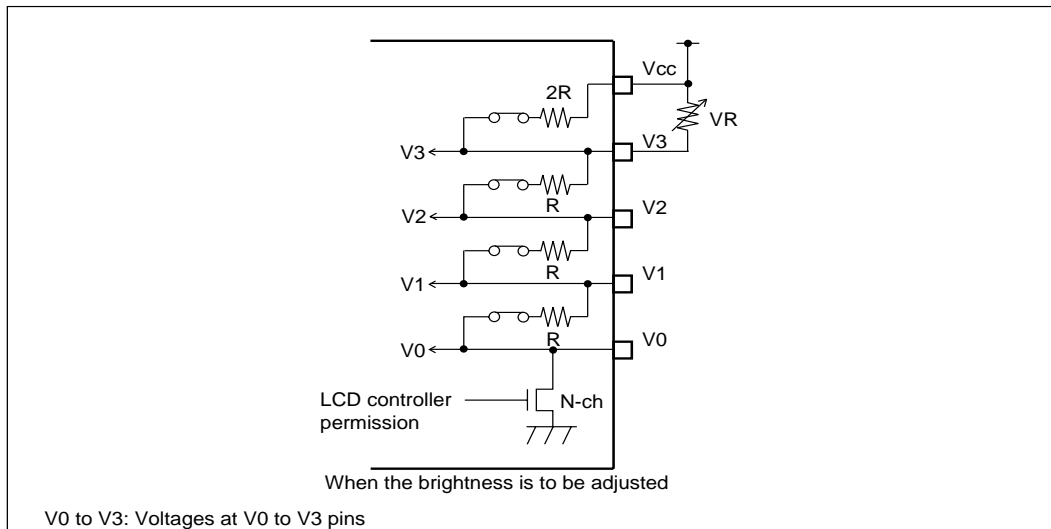 Vcc
2R
VR
V3
V3
R
V2
V2
R
V1
V1
R
V0
V0
LCD controller
permission
N-ch
When the brightness is to be adjusted
V0 to V3: Voltages at V0 to V3 pins